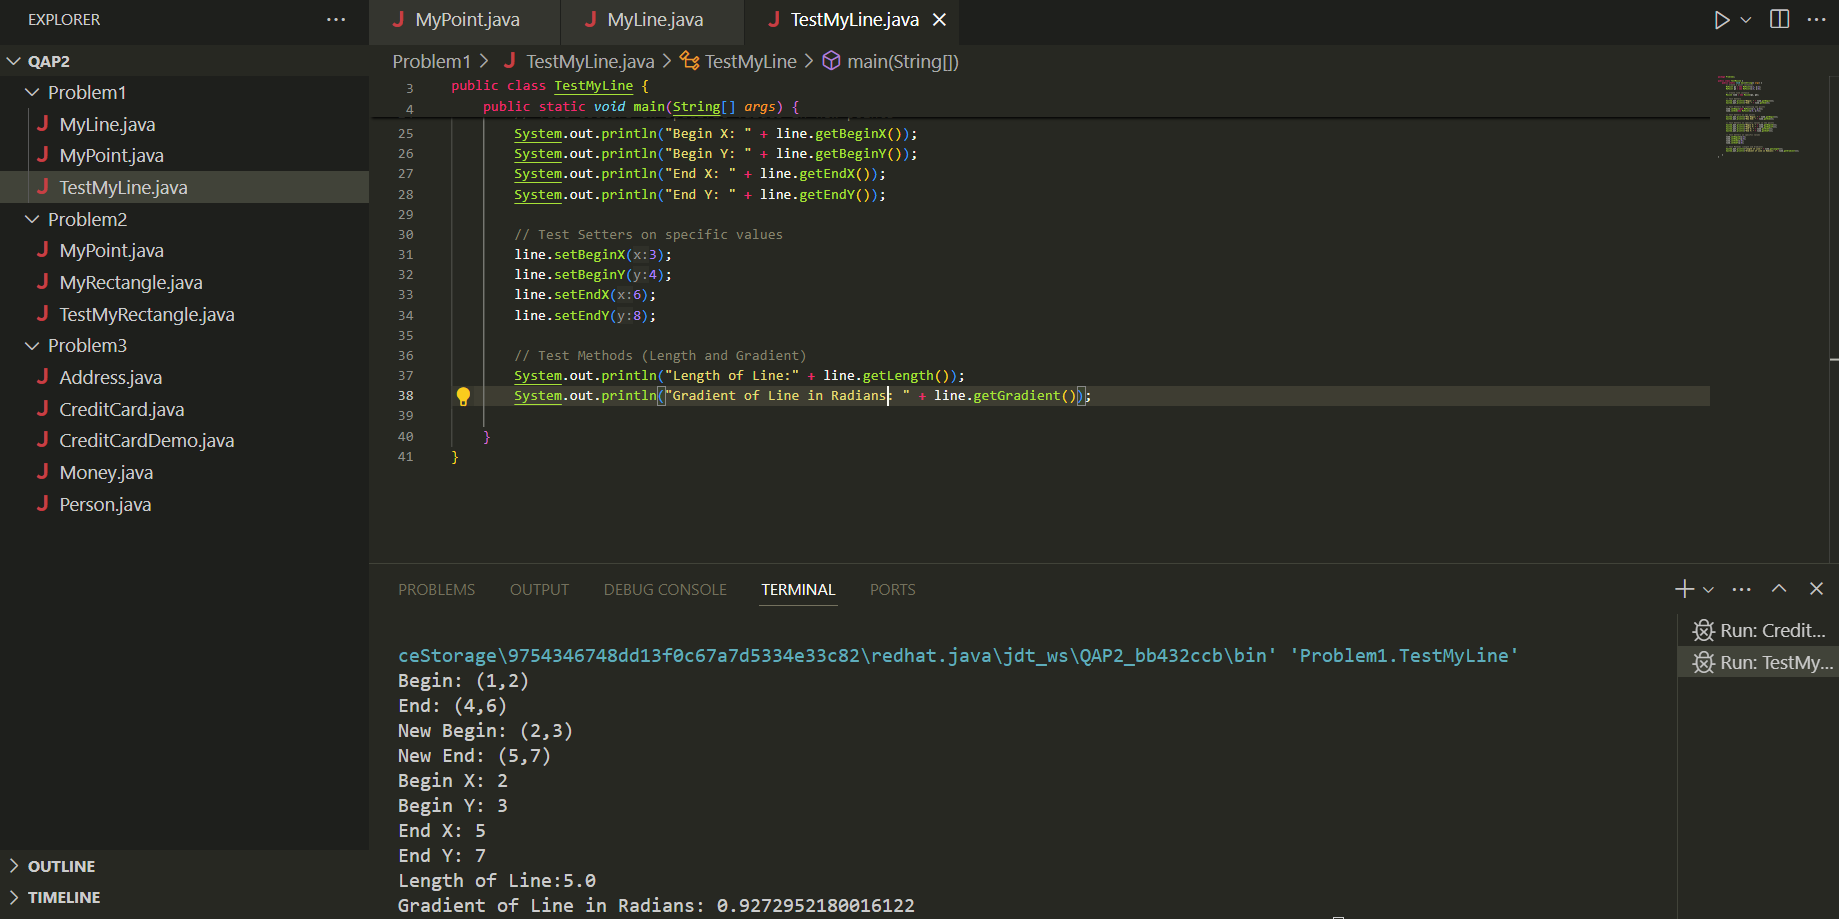 EXPLORER
QAP2
Problem1
MyLine.java
MyPoint.java
TestMyLine.java
Problem2
MyPoint.java
MyRectangle.java
TestMyRectangle.java
Problem3
Address.java
CreditCard.java
CreditCardDemo.java
Money.java
Person.java
OUTLINE
TIMELINE
MyPoint.java MyLine.java TestMyLine.java
Problem1 > TestMyLine.java > TestMyLine > main(String[])
3 public class TestMyLine {
4 public static void main(String[] args) {
25 System.out.println("Begin X: " + line.getBeginX());
26 System.out.println("Begin Y: " + line.getBeginY());
27 System.out.println("End X: " + line.getEndX());
28 System.out.println("End Y: " + line.getEndY());
29
30 // Test Setters on specific values
31 line.setBeginX(x:3);
32 line.setBeginY(y:4);
33 line.setEndX(x:6);
34 line.setEndY(y:8);
35
36 // Test Methods (Length and Gradient)
37 System.out.println("Length of Line:" + line.getLength());
38 System.out.println("Gradient of Line in Radians: " + line.getGradient());
39
40 }
41 }
PROBLEMS OUTPUT DEBUG CONSOLE TERMINAL PORTS
ceStorage\9754346748dd13f0c67a7d5334e33c82\redhat.java\jdt_ws\QAP2_bb432ccb\bin' 'Problem1.TestMyLine'
Begin: (1,2)
End: (4,6)
New Begin: (2,3)
New End: (5,7)
Begin X: 2
Begin Y: 3
End X: 5
End Y: 7
Length of Line:5.0
Gradient of Line in Radians: 0.9272952180016122
Run: Credit...
Run: TestMy...